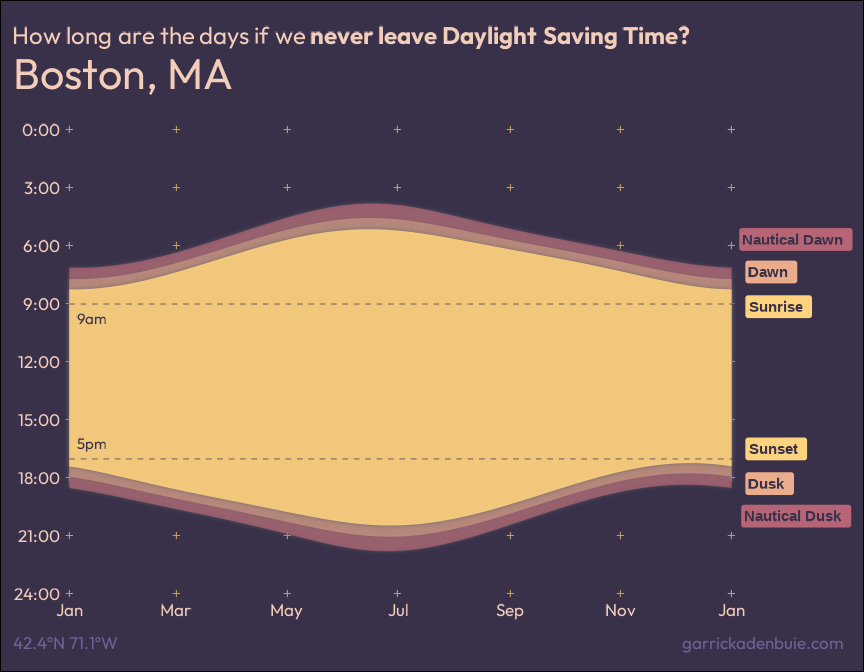 How long are the days if we never leave Daylight Saving Time?
Boston, MA
0:00
3:00
6:00
9:00
12:00
15:00
18:00
21:00
24:00
9am
5pm
Nautical Dawn
Dawn
Sunrise
Sunset
Dusk
Nautical Dusk
Jan Mar May Jul Sep Nov Jan
42.4°N 71.1°W
garrickadenbuie.com